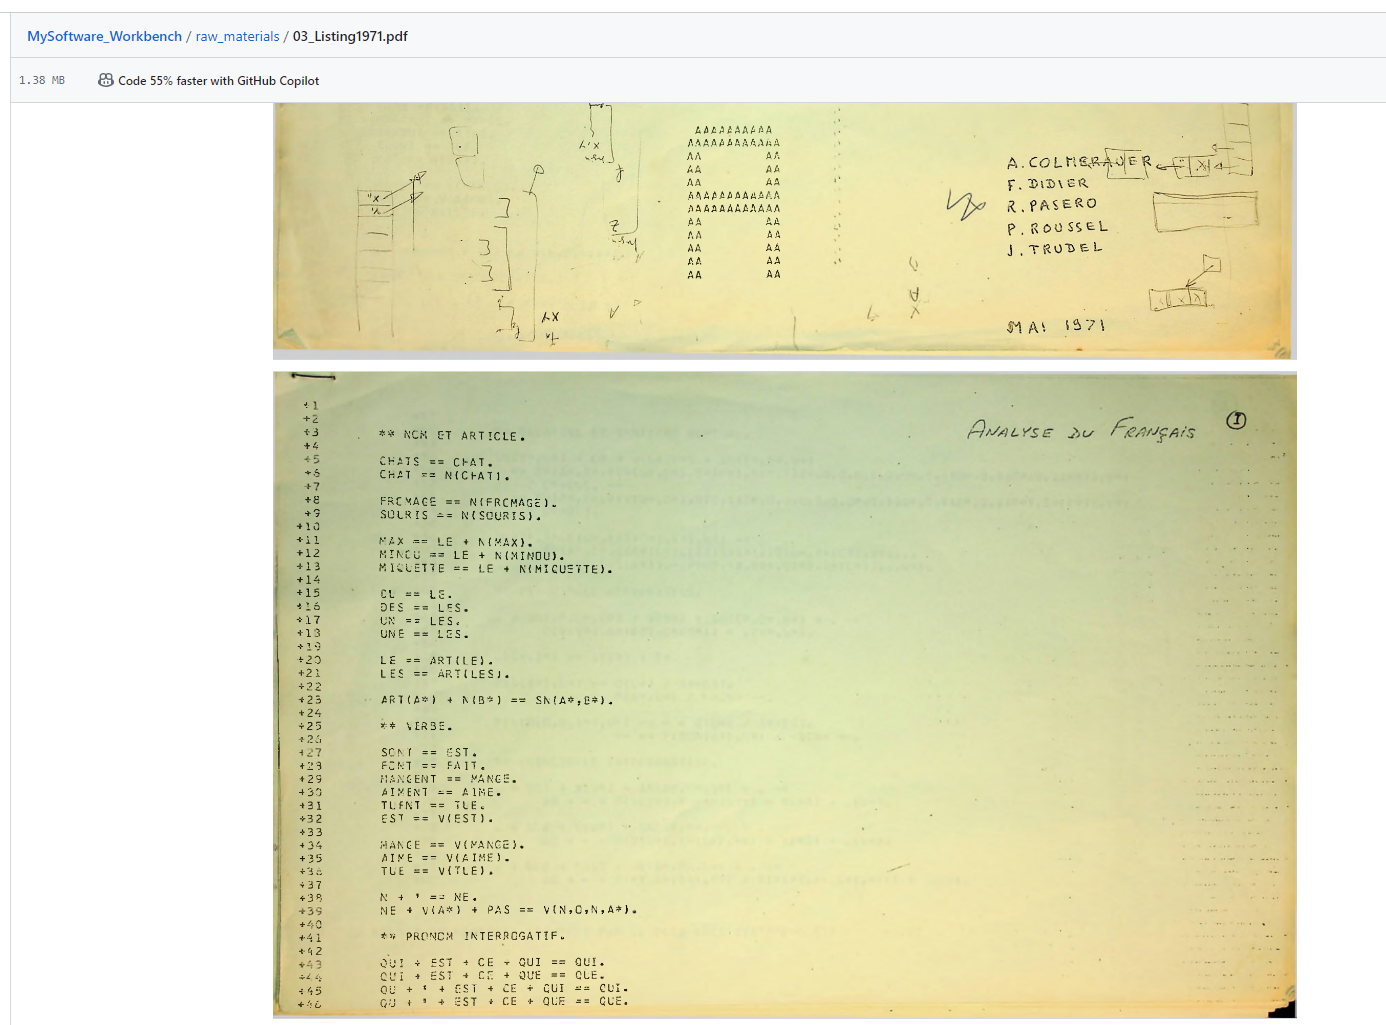 MySoftware_Workbench / raw_materials / 03_Listing1971.pdf
1.38 MB Code 55% faster with GitHub Copilot
AAAAAAAAAA
AAAAAAAAAAAA
AA AA
AA AA
AA AA
AAAAAAAAAAAA
AAAAAAAAAAAA
AA AA
AA AA
AA AA
AA AA
AA AA
A. COLMERAUER
F. DIDIER
R. PASERO
P. ROUSSEL
J. TRUDEL
MAI 1971
ANALYSE DU FRANÇAIS I
+1
+2
+3 ** NOM ET ARTICLE.
+4
+5 CHATS == CHAT.
+6 CHAT == N(CHAT).
+7
+8 FROMAGE == N(FROMAGE).
+9 SOURIS == N(SOURIS).
+10
+11 MAX == LE + N(MAX).
+12 MINOU == LE + N(MINOU).
+13 MIQUETTE == LE + N(MIQUETTE).
+14
+15 == LE.
+16 DES == LES.
+17 UN == LES.
+18 UNE == LES.
+19
+20 LE == ART(LE).
+21 LES == ART(LES).
+22
+23 ART(A*) + N(B*) == SN(A*,B*).
+24
+25 ** VERBE.
+26
+27 SONT == EST.
+28 FONT == FAIT.
+29 MANGENT == MANGE.
+30 AIMENT == AIME.
+31 TUENT == TUE.
+32 EST == V(EST).
+33
+34 MANGE == V(MANGE).
+35 AIME == V(AIME).
+36 TUE == V(TUE).
+37
+38 N + ' == NE.
+39 NE + V(A*) + PAS == V(N,O,N,A*).
+40
+41 ** PRONOM INTERROGATIF.
+42
+43 QUI + EST + CE + QUI == QUI.
+44 QUI + EST + CE + QUE == QUE.
+45 QU + ' + EST + CE + QUI == QUI.
+46 QU + ' + EST + CE + QUE == QUE.